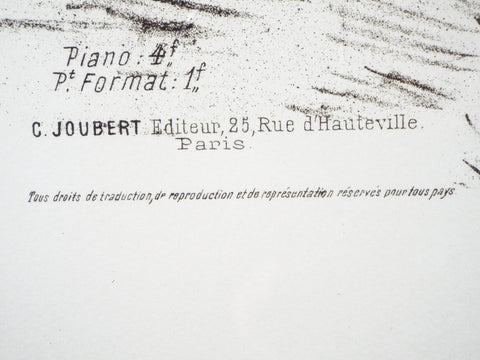 Piano: 4f„
Pt. Format: 1f„
C. JOUBERT Editeur, 25, Rue d'Hauteville.
Paris.
Tous droits de traduction, de reproduction et de représentation réservés pour tous pays